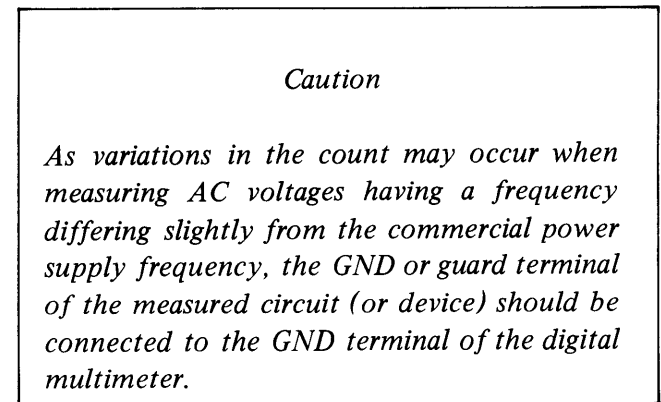 Caution
As variations in the count may occur when
measuring AC voltages having a frequency
differing slightly from the commercial power
supply frequency, the GND or guard terminal
of the measured circuit (or device) should be
connected to the GND terminal of the digital
multimeter.